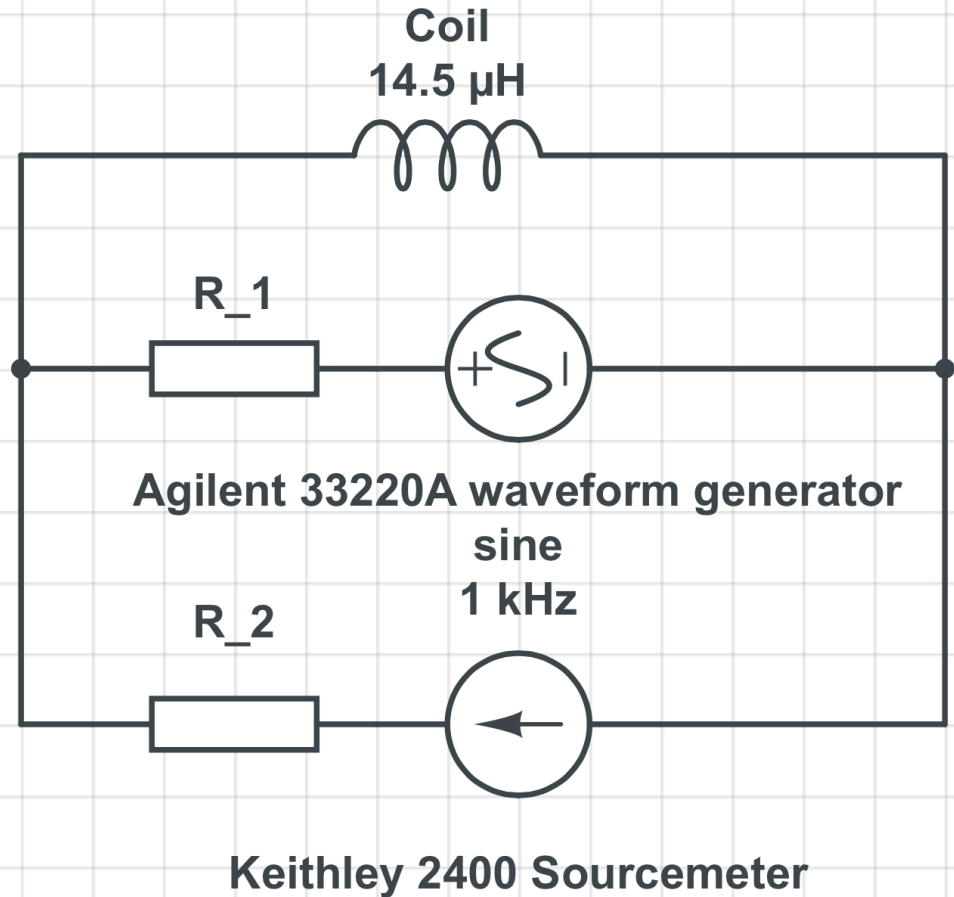 Coil
14.5 µH
R_1
Agilent 33220A waveform generator
sine
1 kHz
R_2
Keithley 2400 Sourcemeter